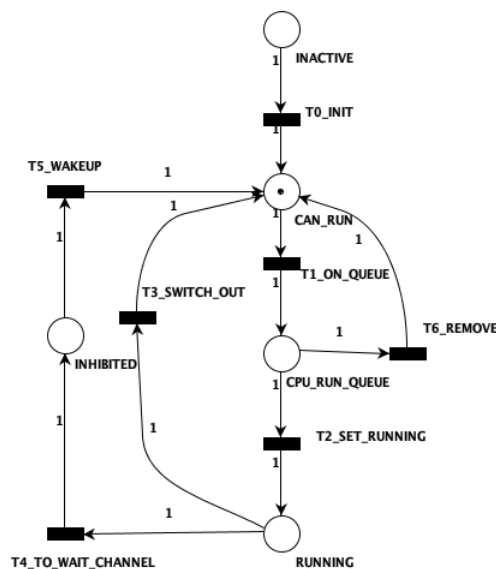 1
INACTIVE
T0_INIT
1
T5_WAKEUP
1
1
CAN_RUN
1
1
1
T1_ON_QUEUE
1
T3_SWITCH_OUT
1
T6_REMOVE
INHIBITED
CPU_RUN_QUEUE
1
1
1
T2_SET_RUNNING
1
1
T4_TO_WAIT_CHANNEL
RUNNING